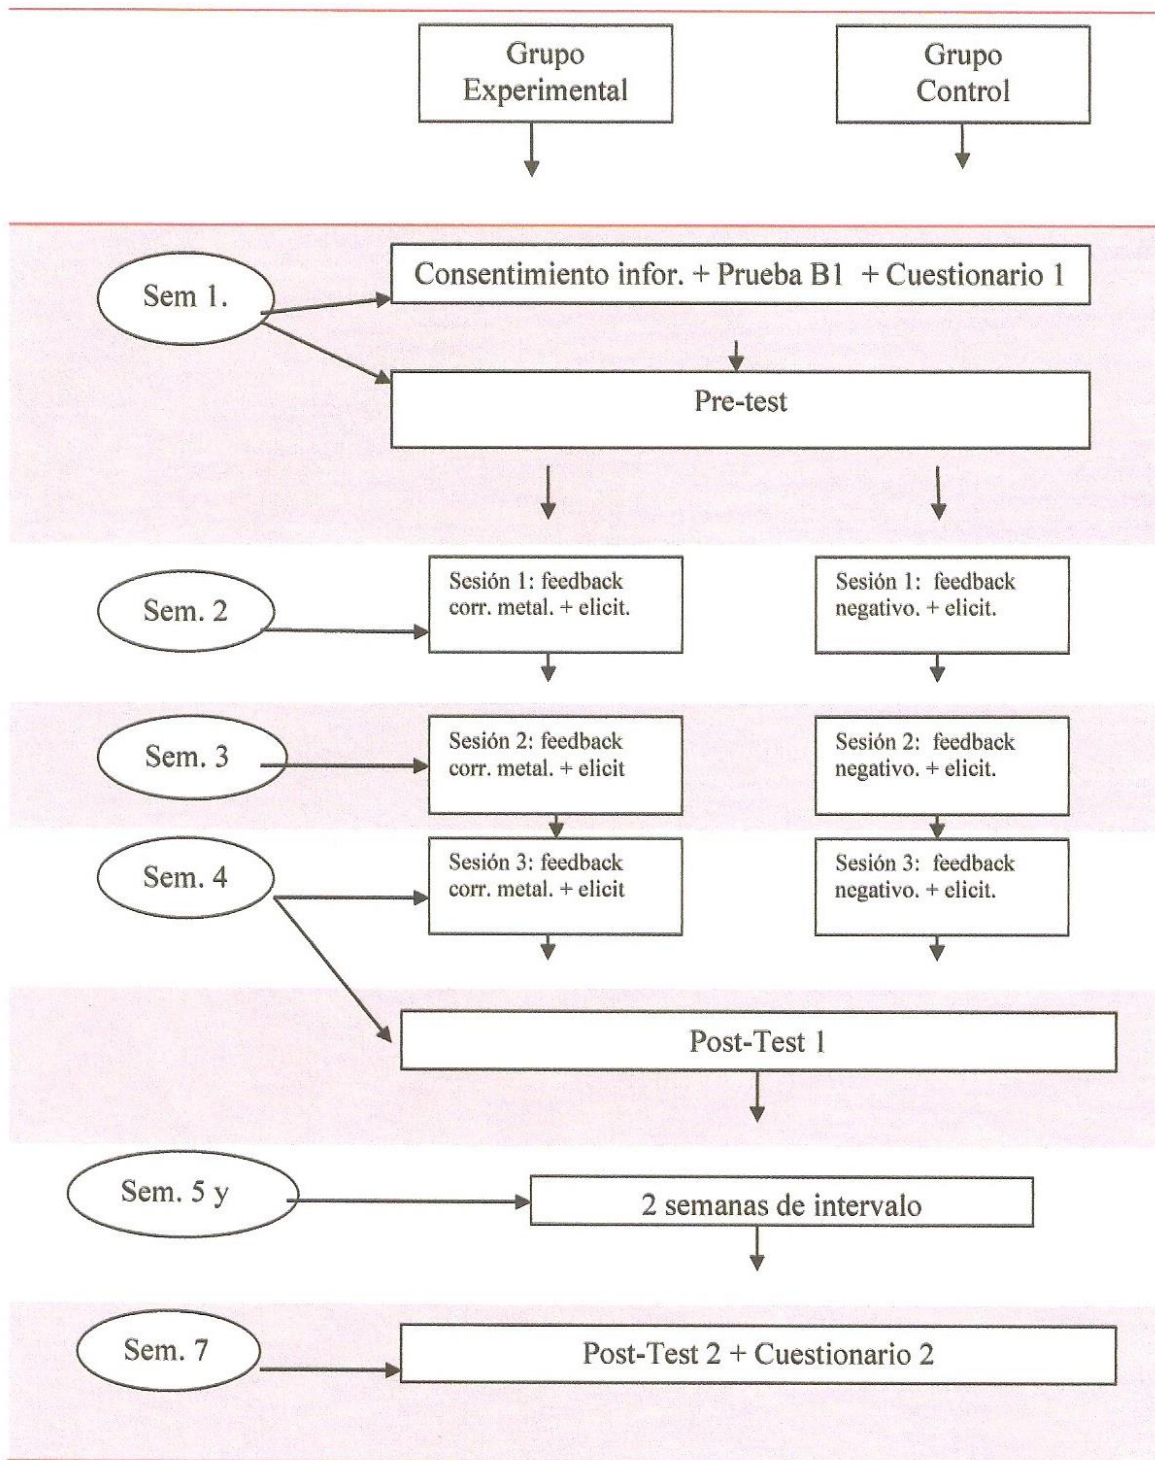 Grupo
Experimental
Grupo
Control
Sem 1.
Consentimiento infor. + Prueba B1 + Cuestionario 1
Pre-test
Sem. 2
Sesión 1: feedback
corr. metal. + elicit.
Sesión 1: feedback
negativo. + elicit.
Sem. 3
Sesión 2: feedback
corr. metal. + elicit
Sesión 2: feedback
negativo. + elicit.
Sem. 4
Sesión 3: feedback
corr. metal. + elicit
Sesión 3: feedback
negativo. + elicit.
Post-Test 1
Sem. 5 y
2 semanas de intervalo
Sem. 7
Post-Test 2 + Cuestionario 2